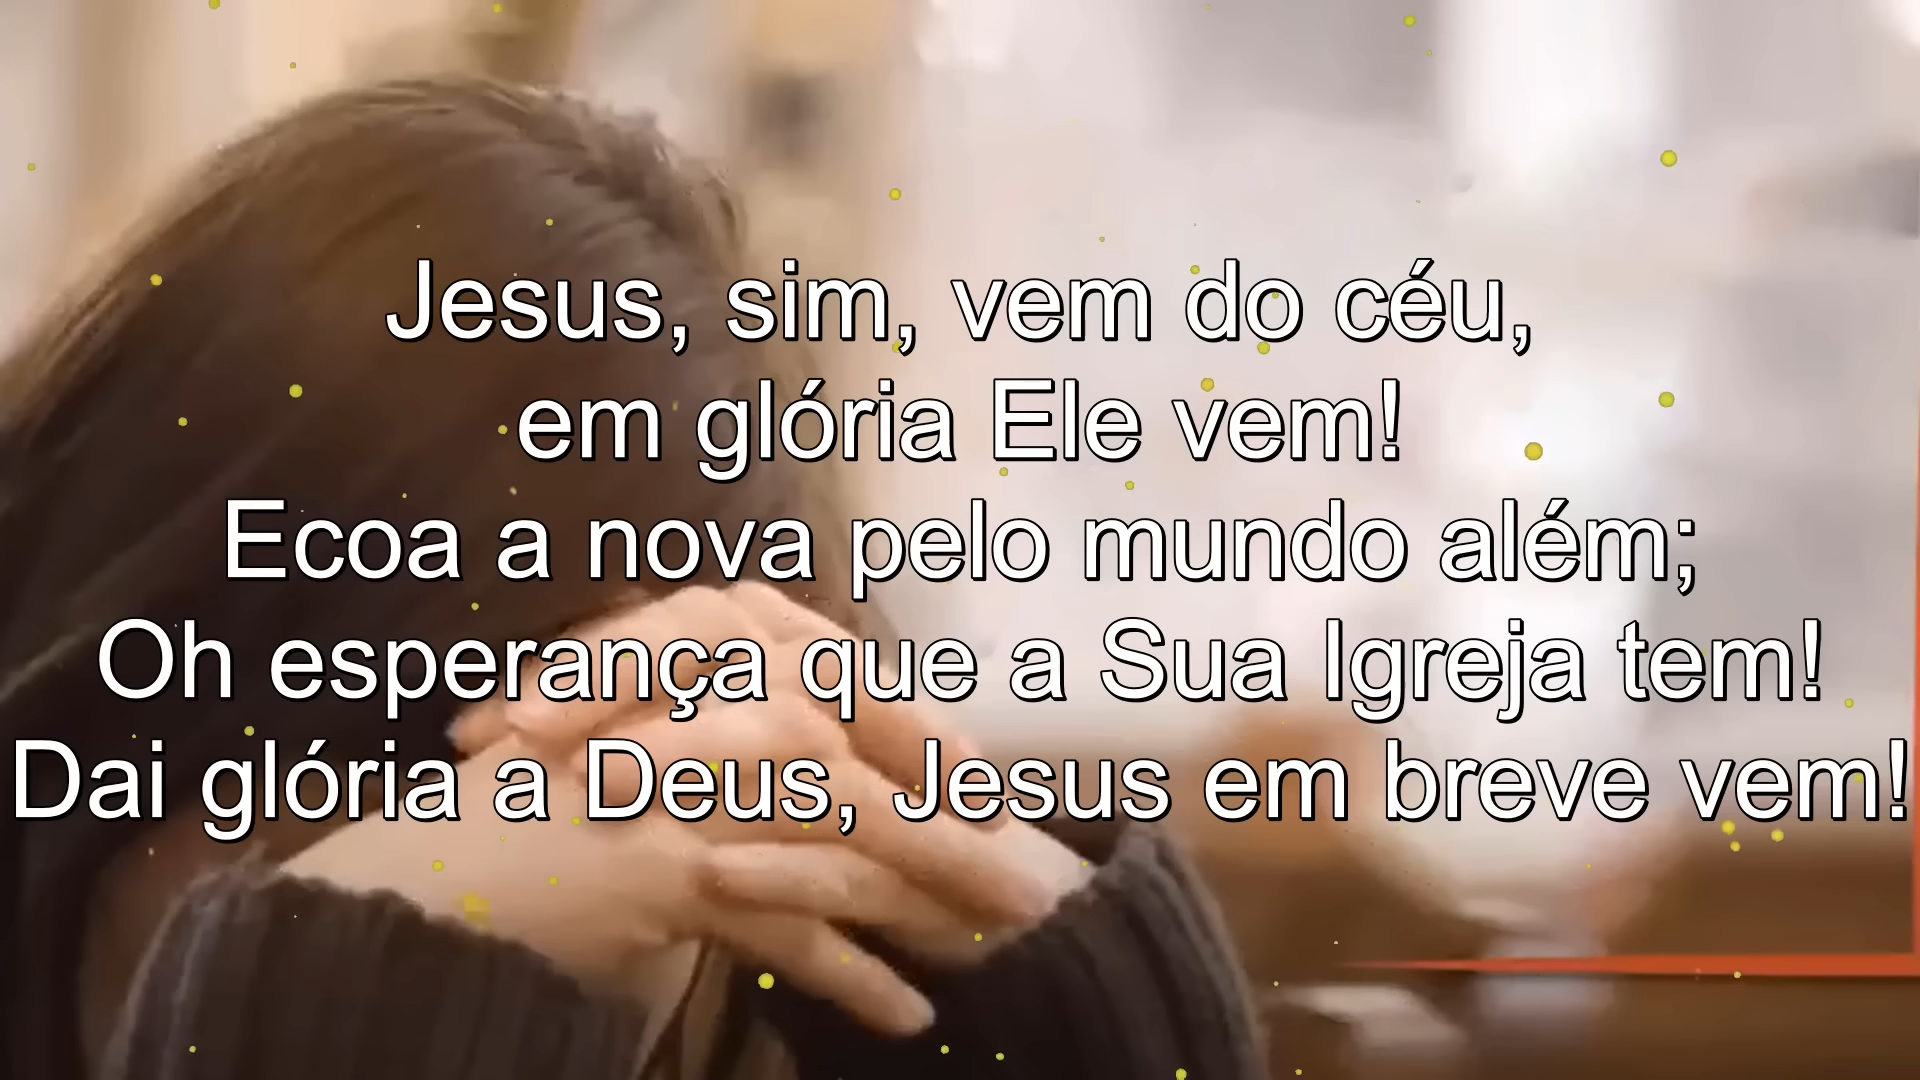 Jesus, sim, vem do céu,
em glória Ele vem!
Ecoa a nova pelo mundo além;
Oh esperança que a Sua Igreja tem!
Dai glória a Deus, Jesus em breve vem!